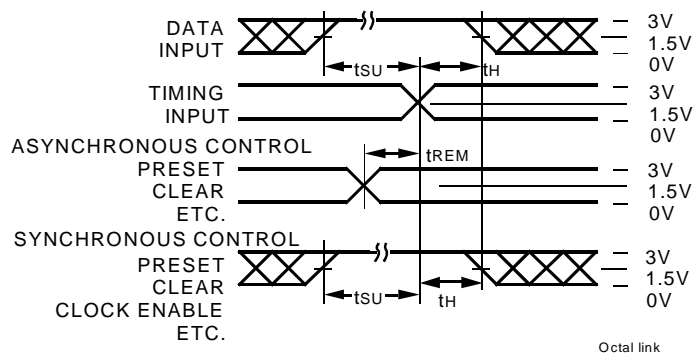 DATA
INPUT
3V
1.5V
0V
tSU
tH
TIMING
INPUT
3V
1.5V
0V
ASYNCHRONOUS CONTROL
PRESET
CLEAR
ETC.
tREM
3V
1.5V
0V
SYNCHRONOUS CONTROL
PRESET
CLEAR
CLOCK ENABLE
ETC.
3V
1.5V
0V
tSU
tH
Octal link